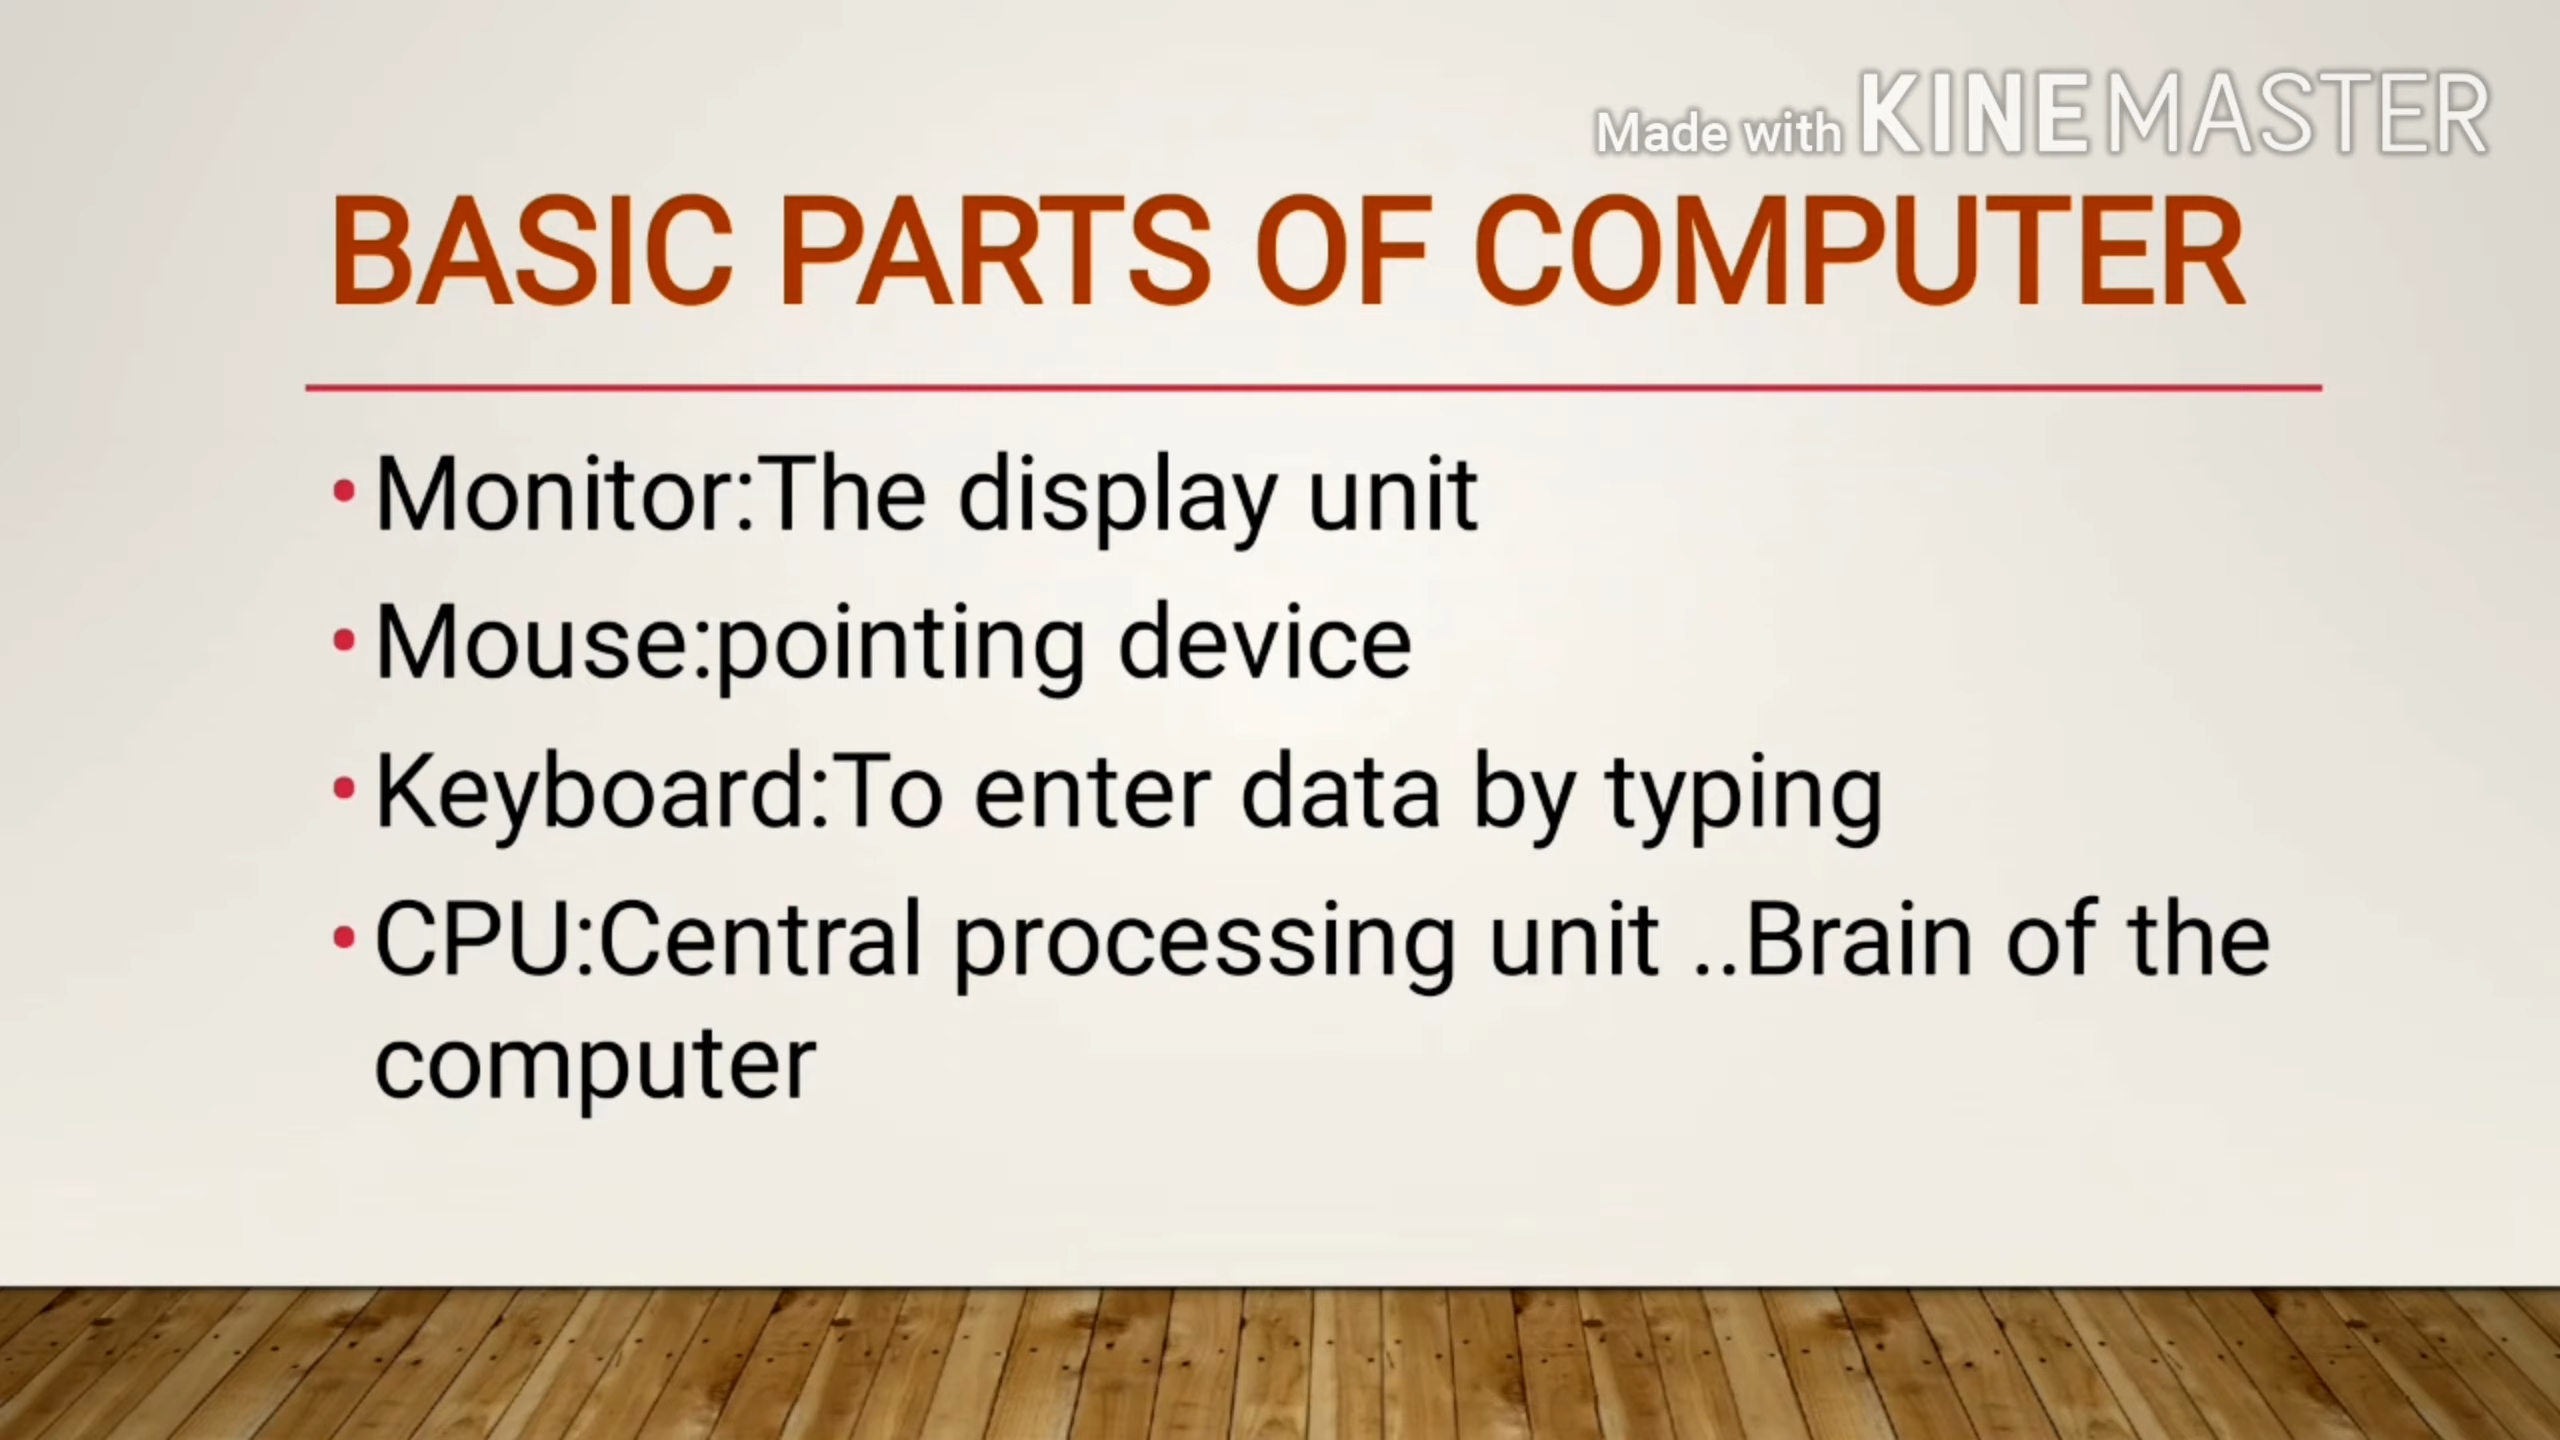 Made with KINEMASTER
BASIC PARTS OF COMPUTER
•Monitor:The display unit
•Mouse:pointing device
•Keyboard:To enter data by typing
•CPU:Central processing unit ..Brain of the
computer